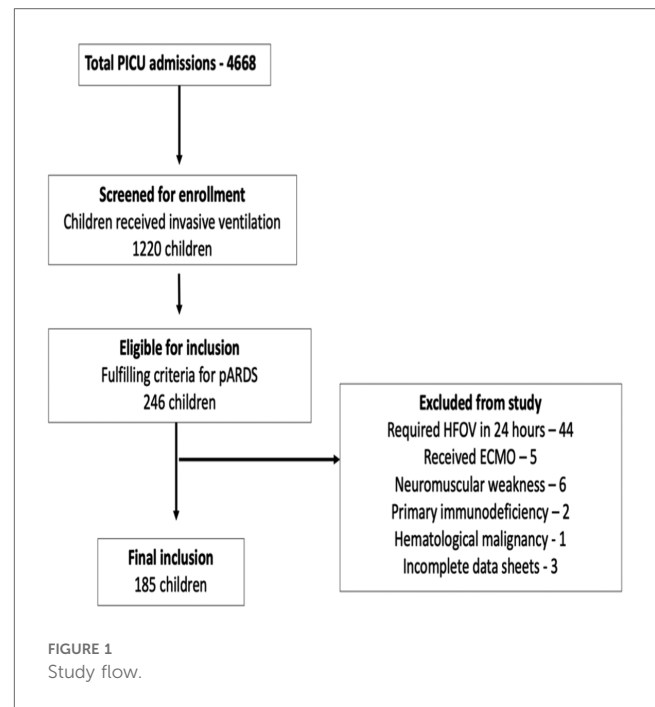 Total PICU admissions - 4668
Screened for enrollment
Children received invasive ventilation
1220 children
Eligible for inclusion
Fulfilling criteria for pARDS
246 children
Excluded from study
Required HFOV in 24 hours – 44
Received ECMO – 5
Neuromuscular weakness – 6
Primary immunodeficiency – 2
Hematological malignancy - 1
Incomplete data sheets - 3
Final inclusion
185 children
FIGURE 1
Study flow.